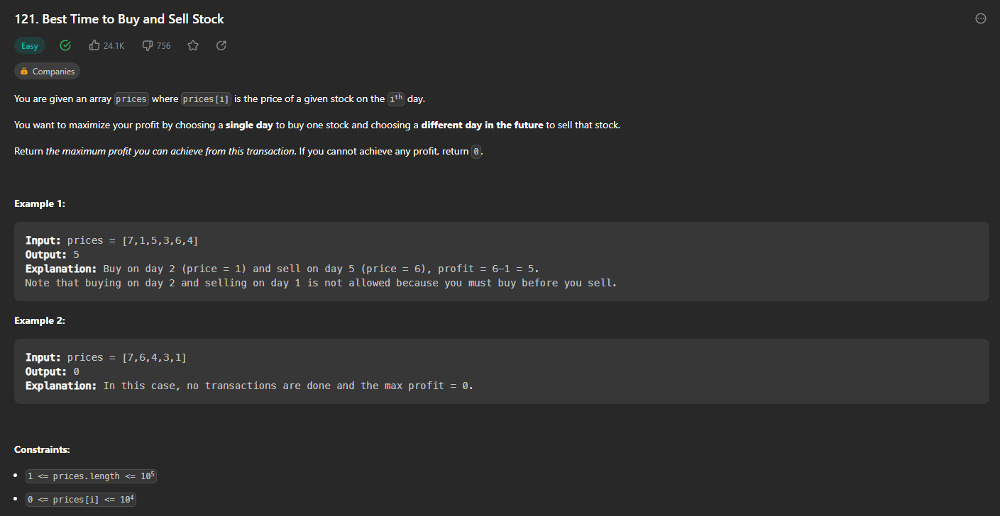 121. Best Time to Buy and Sell Stock
Easy 24.1K 756
Companies
You are given an array prices where prices[i] is the price of a given stock on the iᵗʰ day.
You want to maximize your profit by choosing a single day to buy one stock and choosing a different day in the future to sell that stock.
Return the maximum profit you can achieve from this transaction. If you cannot achieve any profit, return 0.
Example 1:
Input: prices = [7,1,5,3,6,4]
Output: 5
Explanation: Buy on day 2 (price = 1) and sell on day 5 (price = 6), profit = 6-1 = 5.
Note that buying on day 2 and selling on day 1 is not allowed because you must buy before you sell.
Example 2:
Input: prices = [7,6,4,3,1]
Output: 0
Explanation: In this case, no transactions are done and the max profit = 0.
Constraints:
• 1 <= prices.length <= 10⁵
• 0 <= prices[i] <= 10⁴